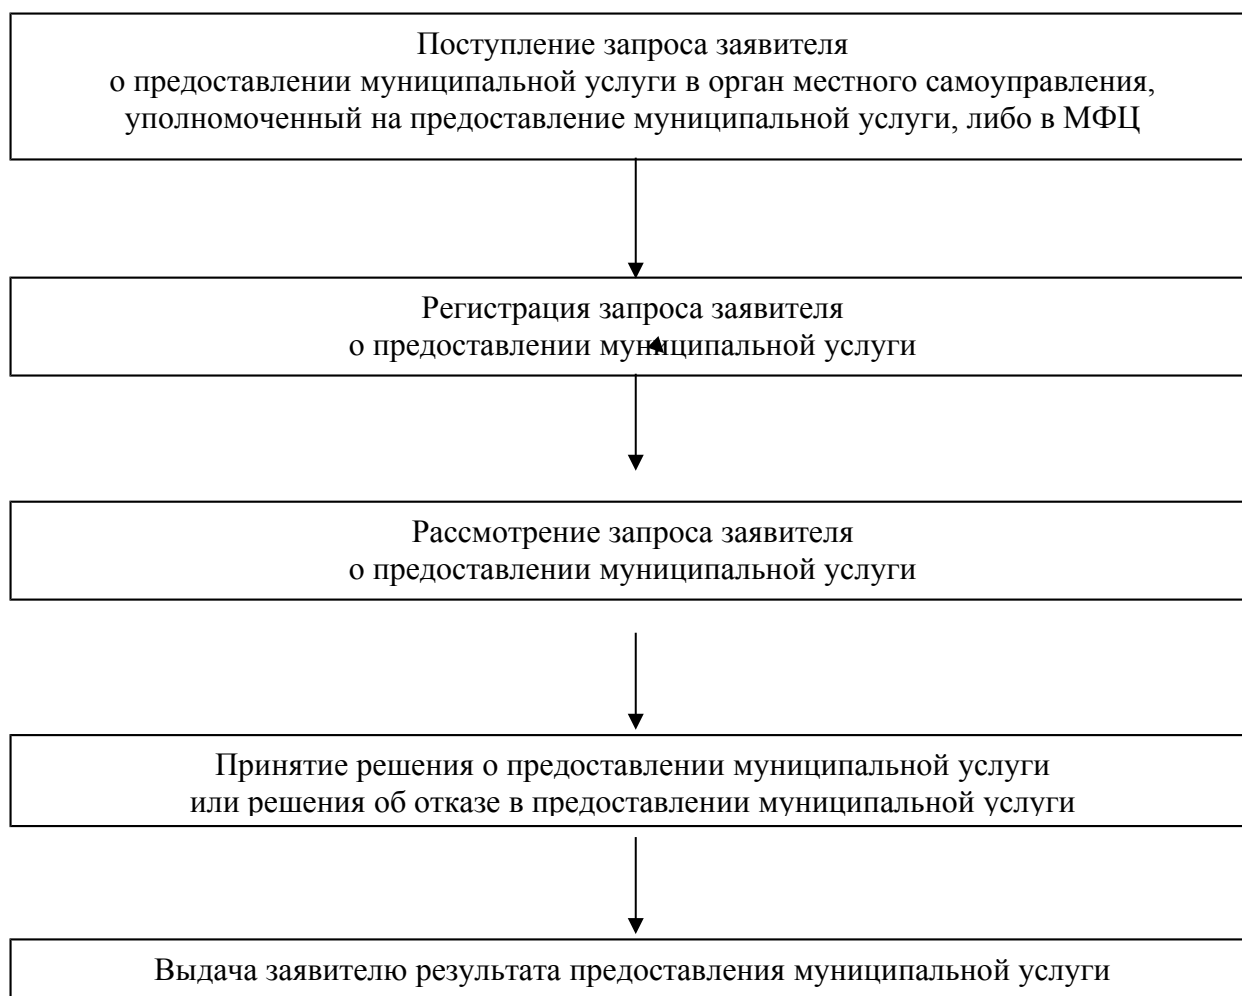 Поступление запроса заявителя
о предоставлении муниципальной услуги в орган местного самоуправления,
уполномоченный на предоставление муниципальной услуги, либо в МФЦ
Регистрация запроса заявителя
о предоставлении муниципальной услуги
Рассмотрение запроса заявителя
о предоставлении муниципальной услуги
Принятие решения о предоставлении муниципальной услуги
или решения об отказе в предоставлении муниципальной услуги
Выдача заявителю результата предоставления муниципальной услуги